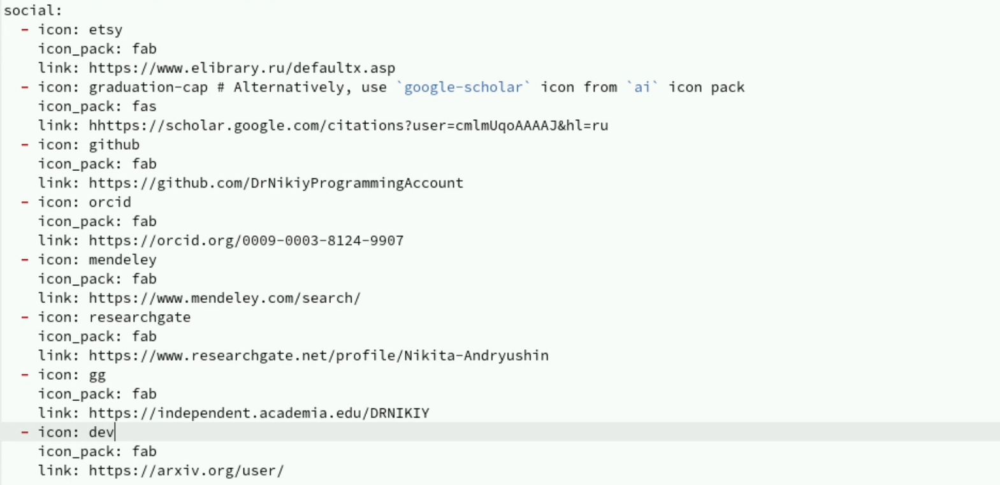 social:
  - icon: etsy
    icon_pack: fab
    link: https://www.elibrary.ru/defaultx.asp
  - icon: graduation-cap # Alternatively, use `google-scholar` icon from `ai` icon pack
    icon_pack: fas
    link: hhttps://scholar.google.com/citations?user=cmlmUqoAAAAJ&hl=ru
  - icon: github
    icon_pack: fab
    link: https://github.com/DrNikiyProgrammingAccount
  - icon: orcid
    icon_pack: fab
    link: https://orcid.org/0009-0003-8124-9907
  - icon: mendeley
    icon_pack: fab
    link: https://www.mendeley.com/search/
  - icon: researchgate
    icon_pack: fab
    link: https://www.researchgate.net/profile/Nikita-Andryushin
  - icon: gg
    icon_pack: fab
    link: https://independent.academia.edu/DRNIKIY
  - icon: dev
    icon_pack: fab
    link: https://arxiv.org/user/